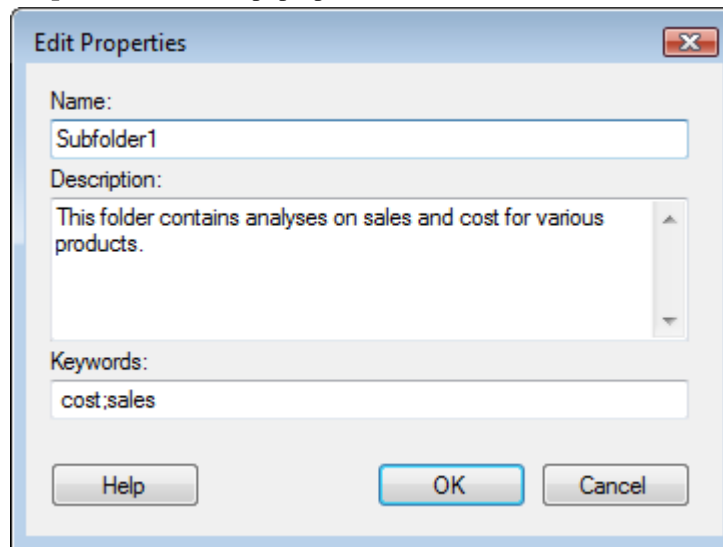 Edit Properties
Name:
Subfolder1
Description:
This folder contains analyses on sales and cost for various
products.
Keywords:
cost;sales
Help OK Cancel